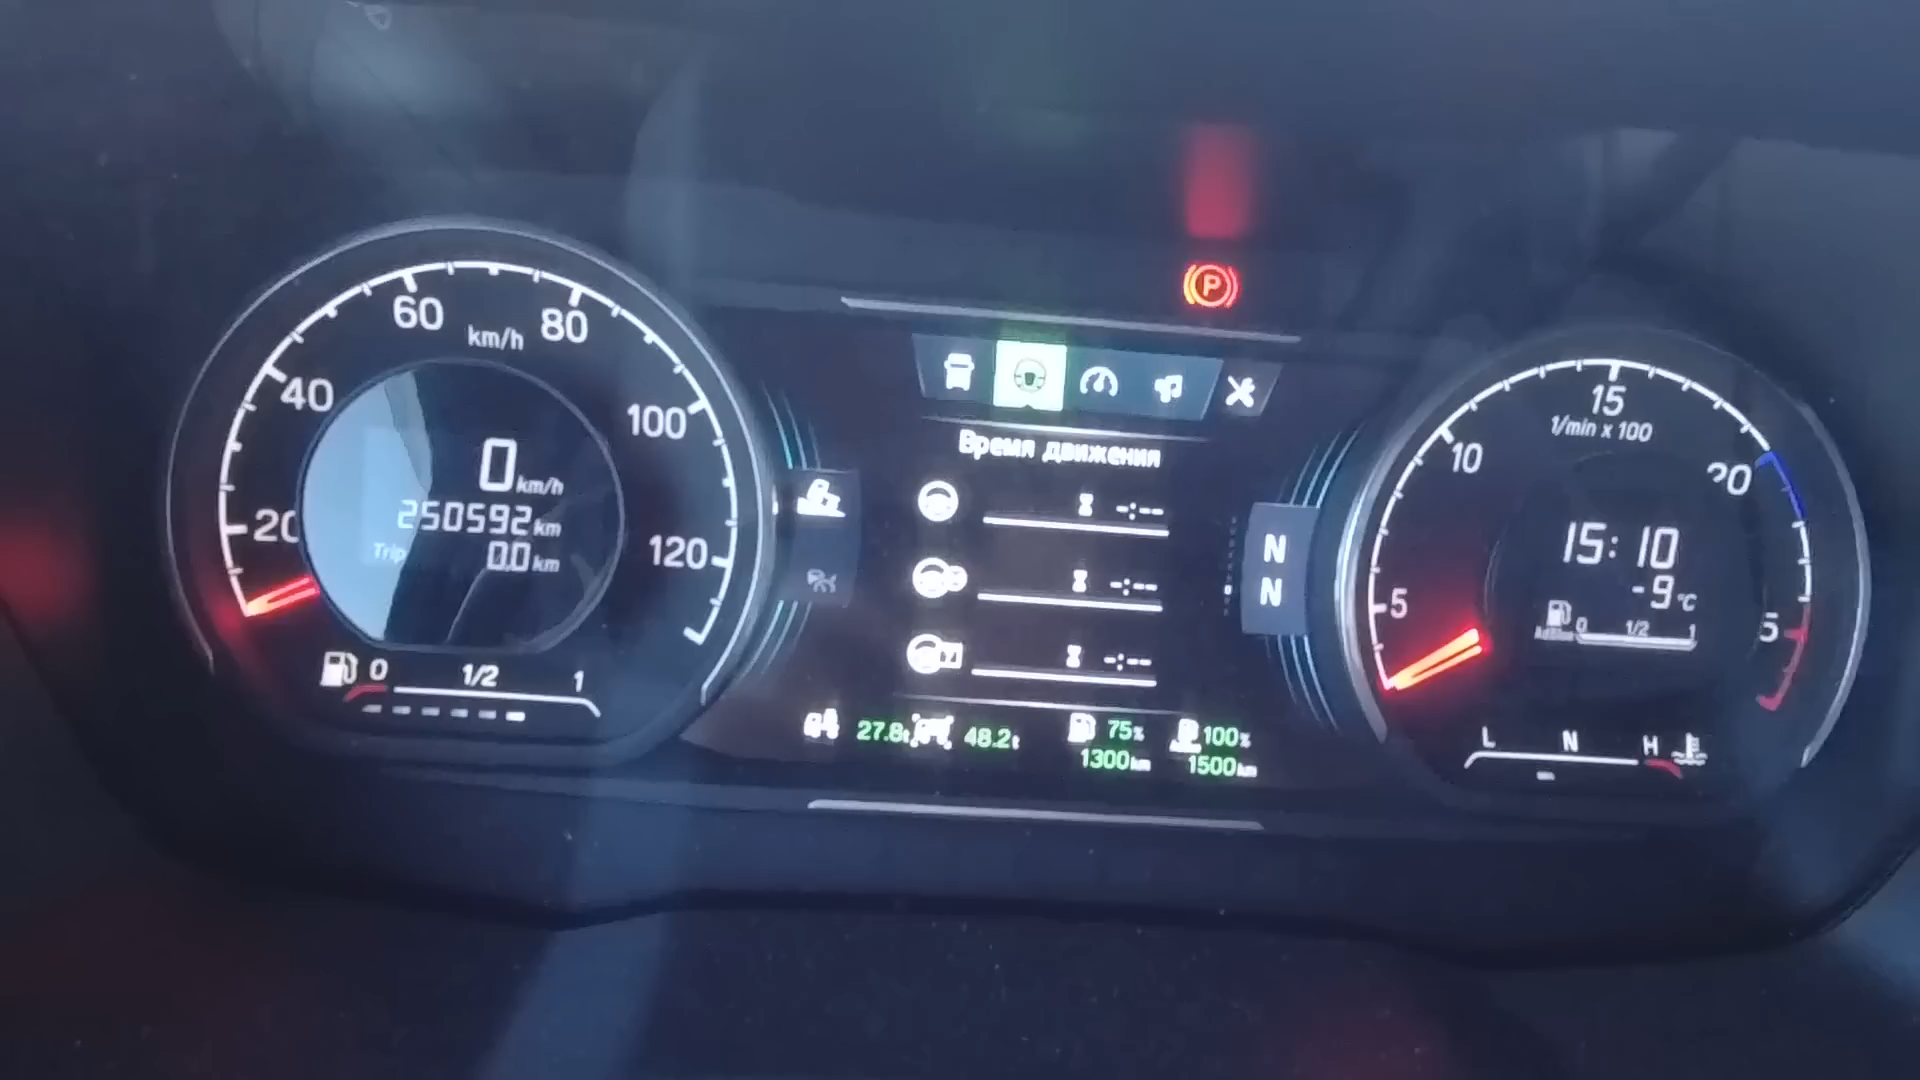 60
80
km/h
40
100
20
120
0 km/h
250592 km
Trip 0.0 km
0 1/2 1
P
Время движения
-:--
-:--
-:--
N
N
27.8t 48.2t 75% 100%
1300km 1500km
15
1/min x 100
10
20
5
15:10
-9 °C
AdBlue 0 1/2 1
L N H